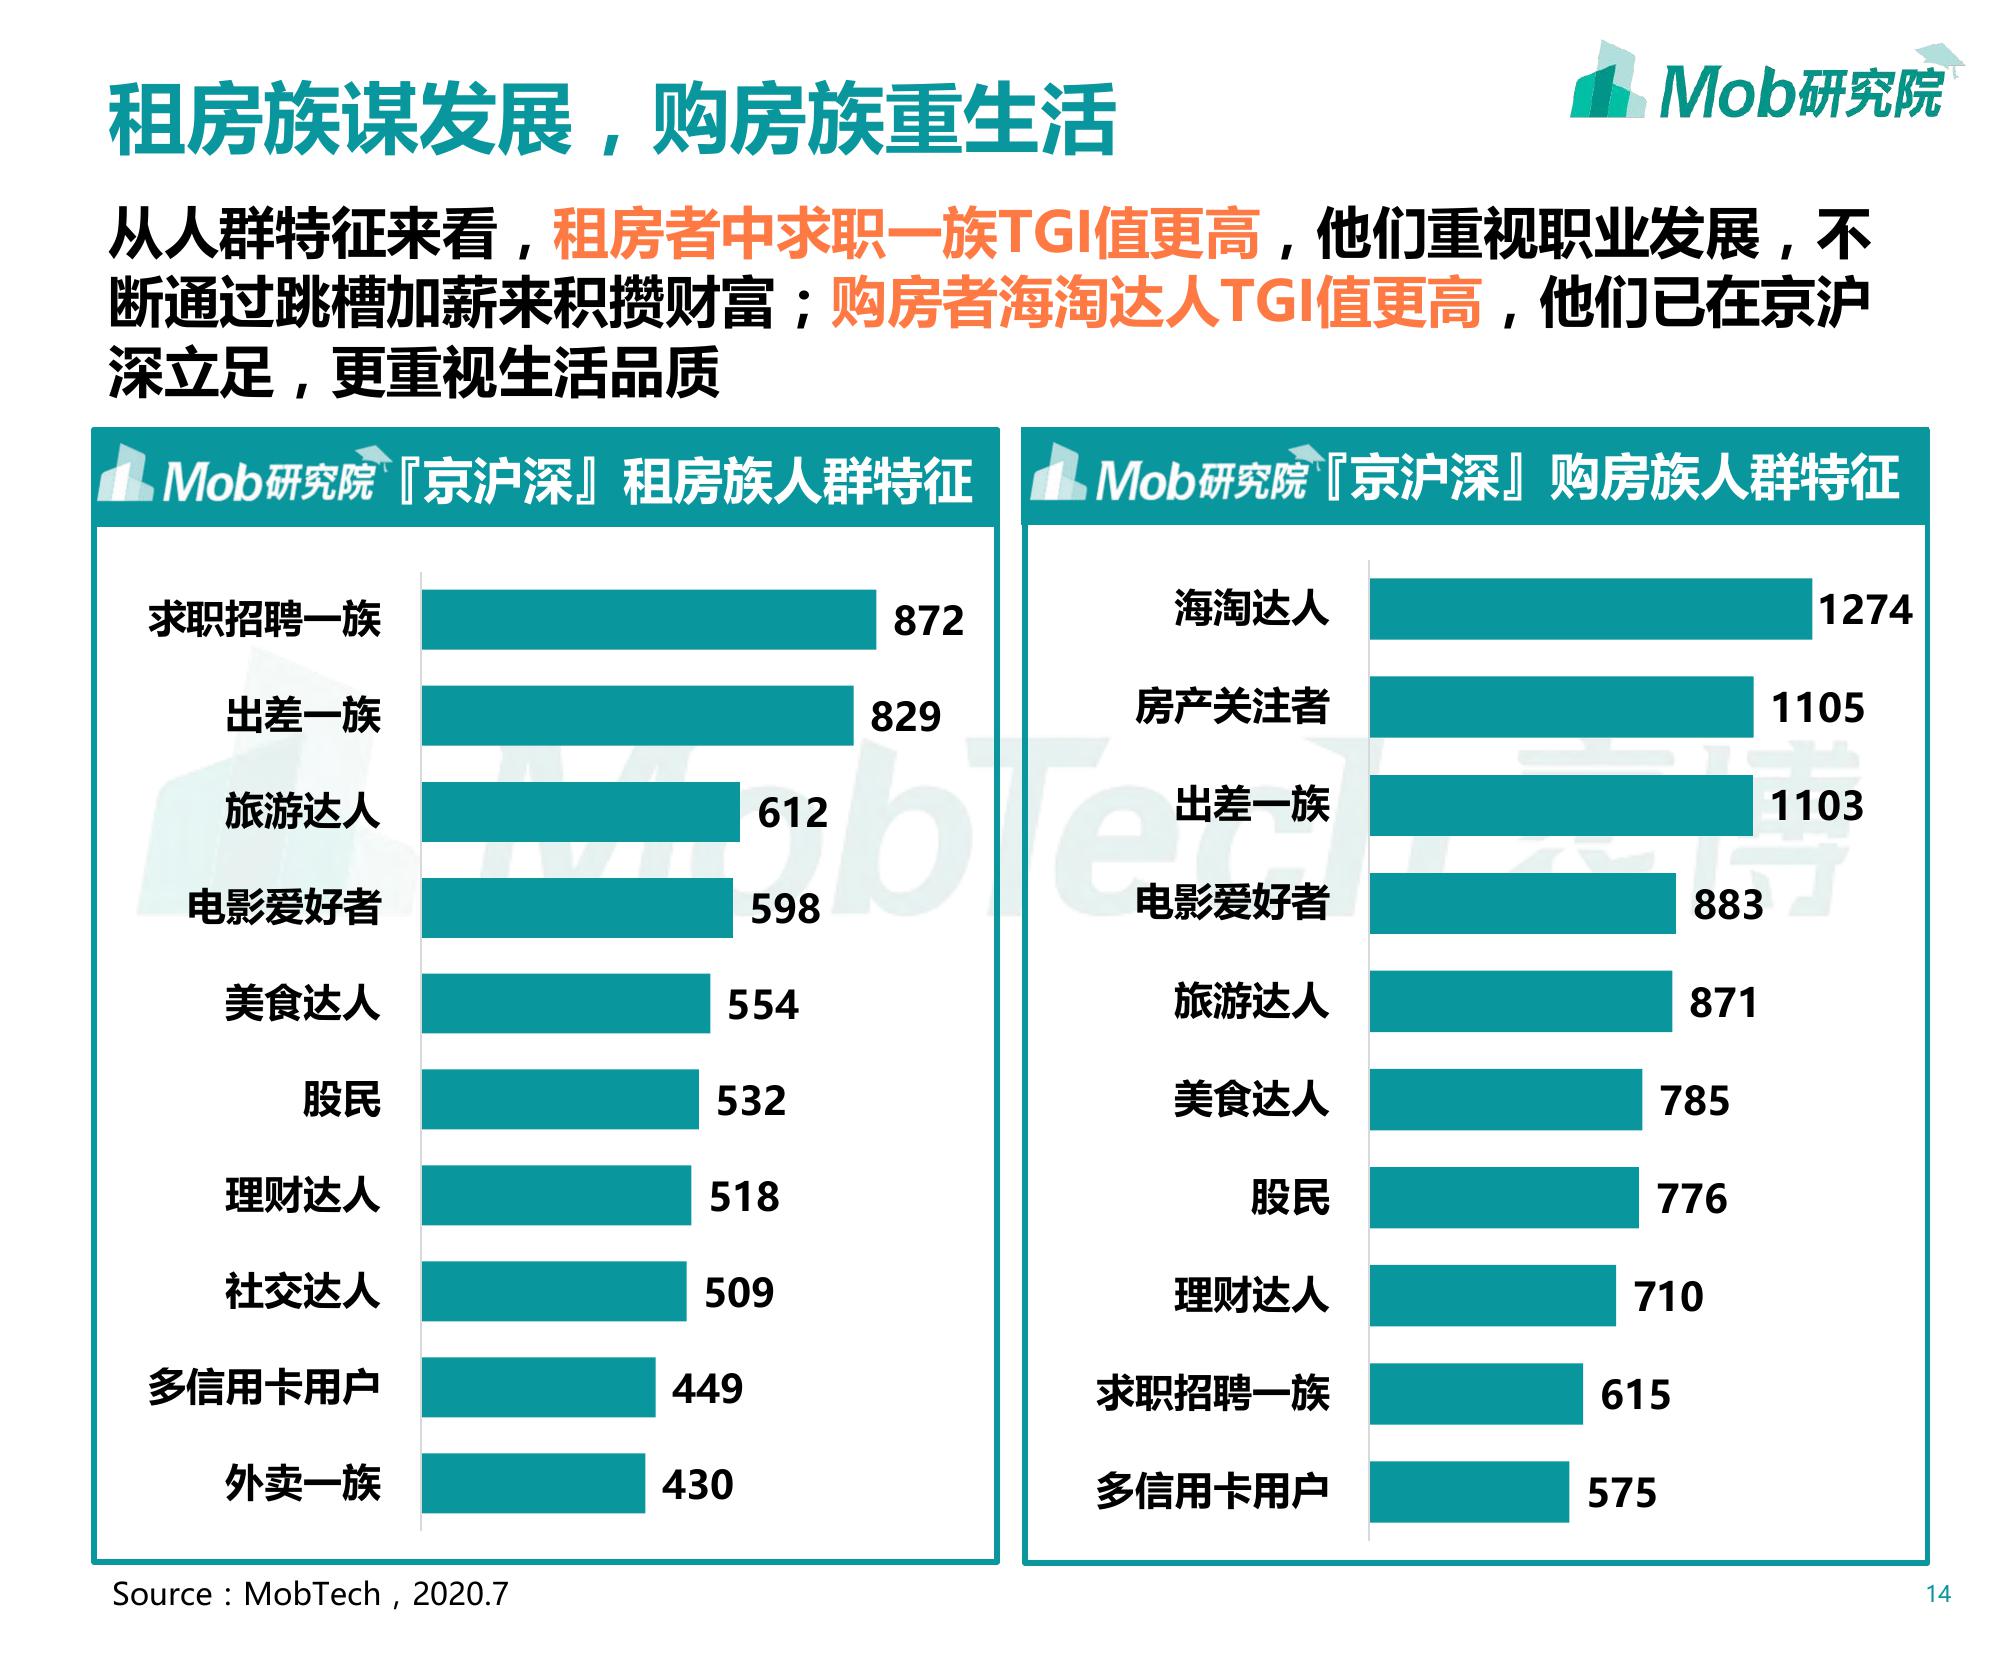 租房族谋发展，购房族重生活
Mob研究院
从人群特征来看，租房者中求职一族TGI值更高，他们重视职业发展，不
断通过跳槽加薪来积攒财富；购房者海淘达人TGI值更高，他们已在京沪
深立足，更重视生活品质
Mob研究院『京沪深』租房族人群特征
求职招聘一族 872
出差一族 829
旅游达人 612
电影爱好者 598
美食达人 554
股民 532
理财达人 518
社交达人 509
多信用卡用户 449
外卖一族 430
Mob研究院『京沪深』购房族人群特征
海淘达人 1274
房产关注者 1105
出差一族 1103
电影爱好者 883
旅游达人 871
美食达人 785
股民 776
理财达人 710
求职招聘一族 615
多信用卡用户 575
MobTech 袤博
Source：MobTech，2020.7
14